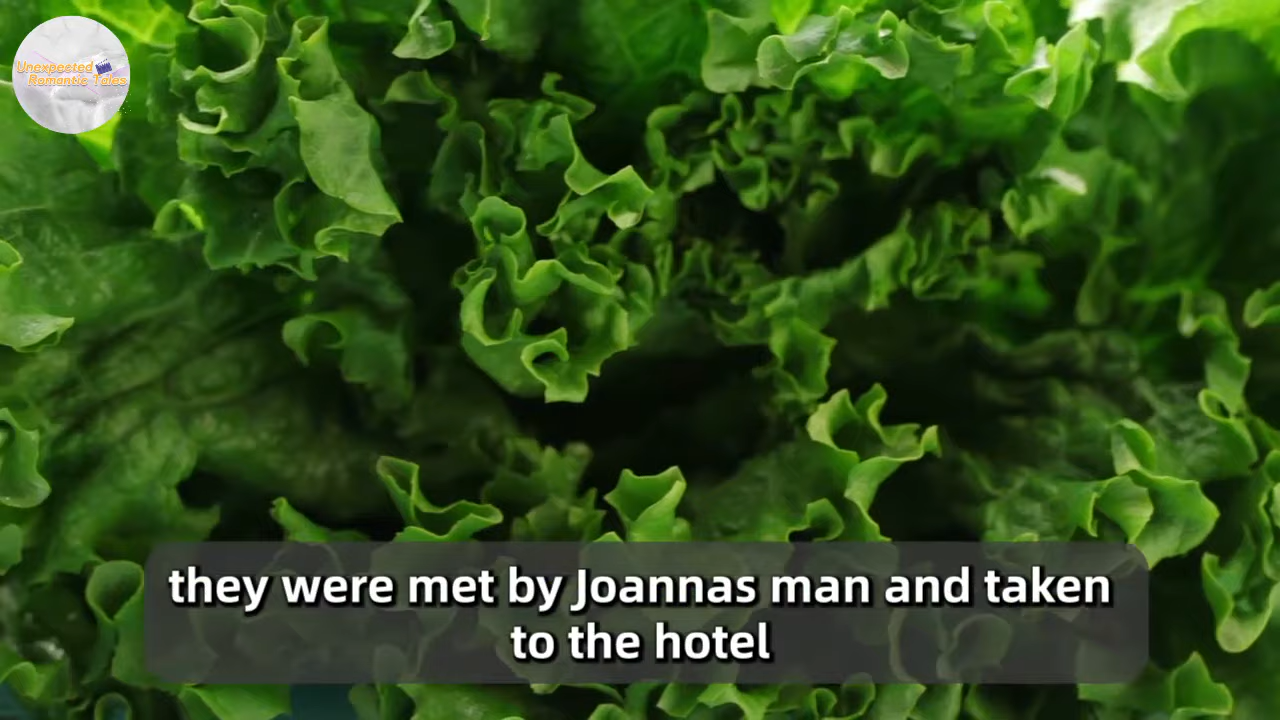 Unexpected
Romantic Tales
they were met by Joannas man and taken
to the hotel